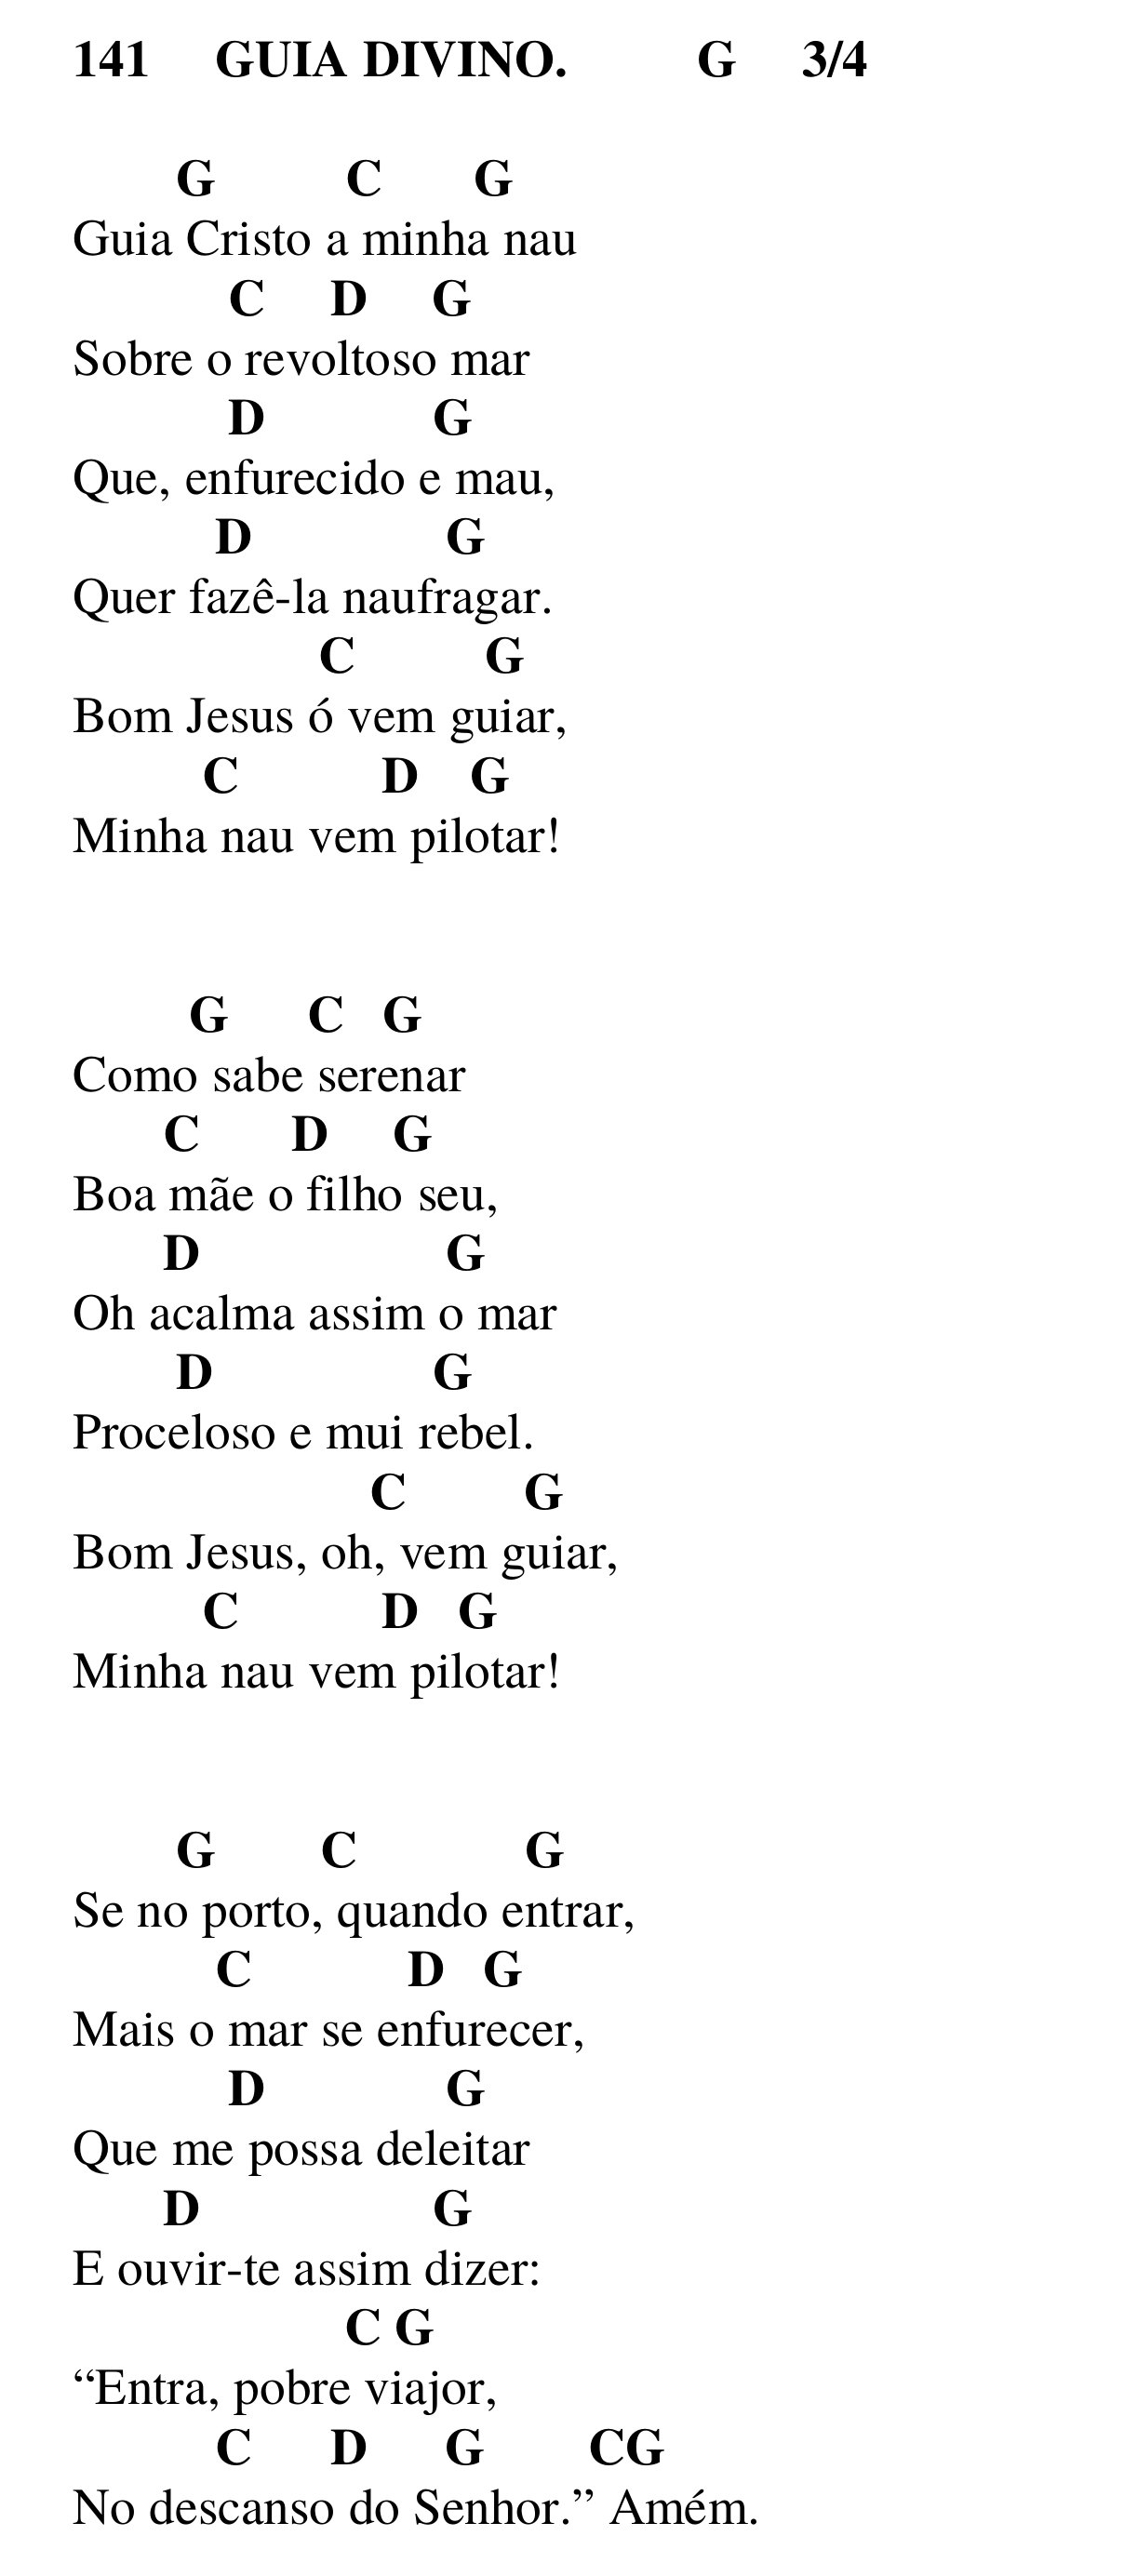 141 GUIA DIVINO. G 3/4
G C G
Guia Cristo a minha nau
C D G
Sobre o revoltoso mar
D G
Que, enfurecido e mau,
D G
Quer fazê-la naufragar.
C G
Bom Jesus ó vem guiar,
C D G
Minha nau vem pilotar!
G C G
Como sabe serenar
C D G
Boa mãe o filho seu,
D G
Oh acalma assim o mar
D G
Proceloso e mui rebel.
C G
Bom Jesus, oh, vem guiar,
C D G
Minha nau vem pilotar!
G C G
Se no porto, quando entrar,
C D G
Mais o mar se enfurecer,
D G
Que me possa deleitar
D G
E ouvir-te assim dizer:
C G
“Entra, pobre viajor,
C D G CG
No descanso do Senhor.” Amém.